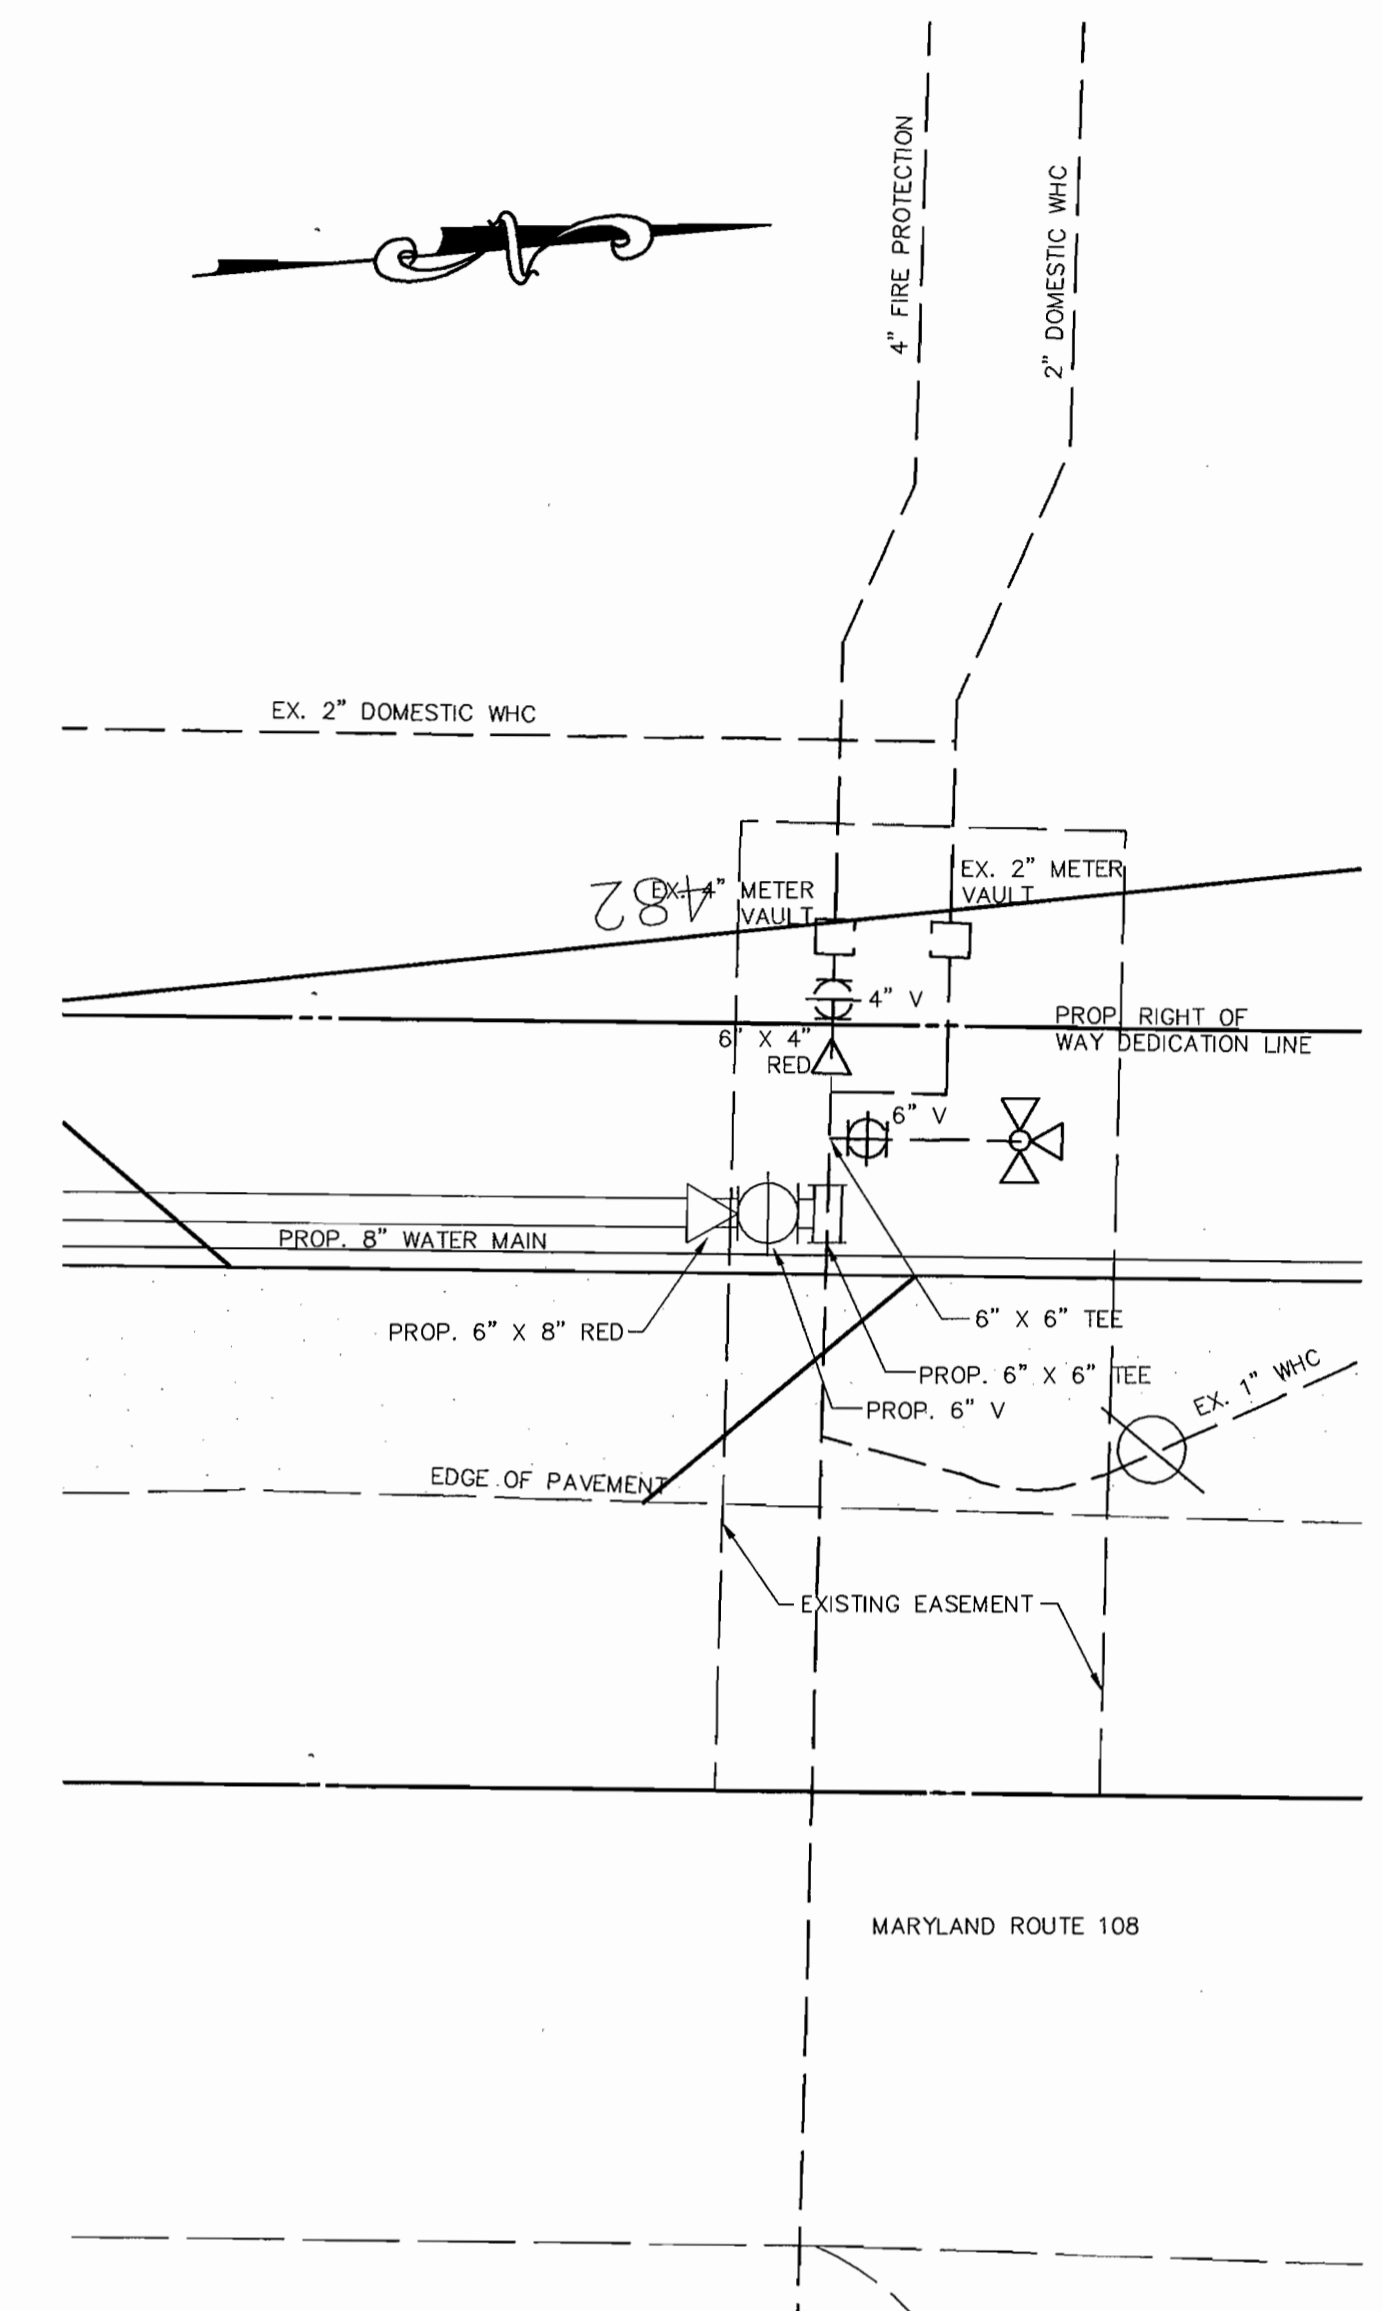 4" FIRE PROTECTION
2" DOMESTIC WHC
N
EX. 2" DOMESTIC WHC
482
EX. 4" METER
VAULT
EX. 2" METER
VAULT
4" V
PROP. RIGHT OF
WAY DEDICATION LINE
6" X 4"
RED
6" V
PROP. 8" WATER MAIN
6" X 6" TEE
PROP. 6" X 8" RED
PROP. 6" X 6" TEE
EX. 1" WHC
PROP. 6" V
EDGE OF PAVEMENT
EXISTING EASEMENT
MARYLAND ROUTE 108